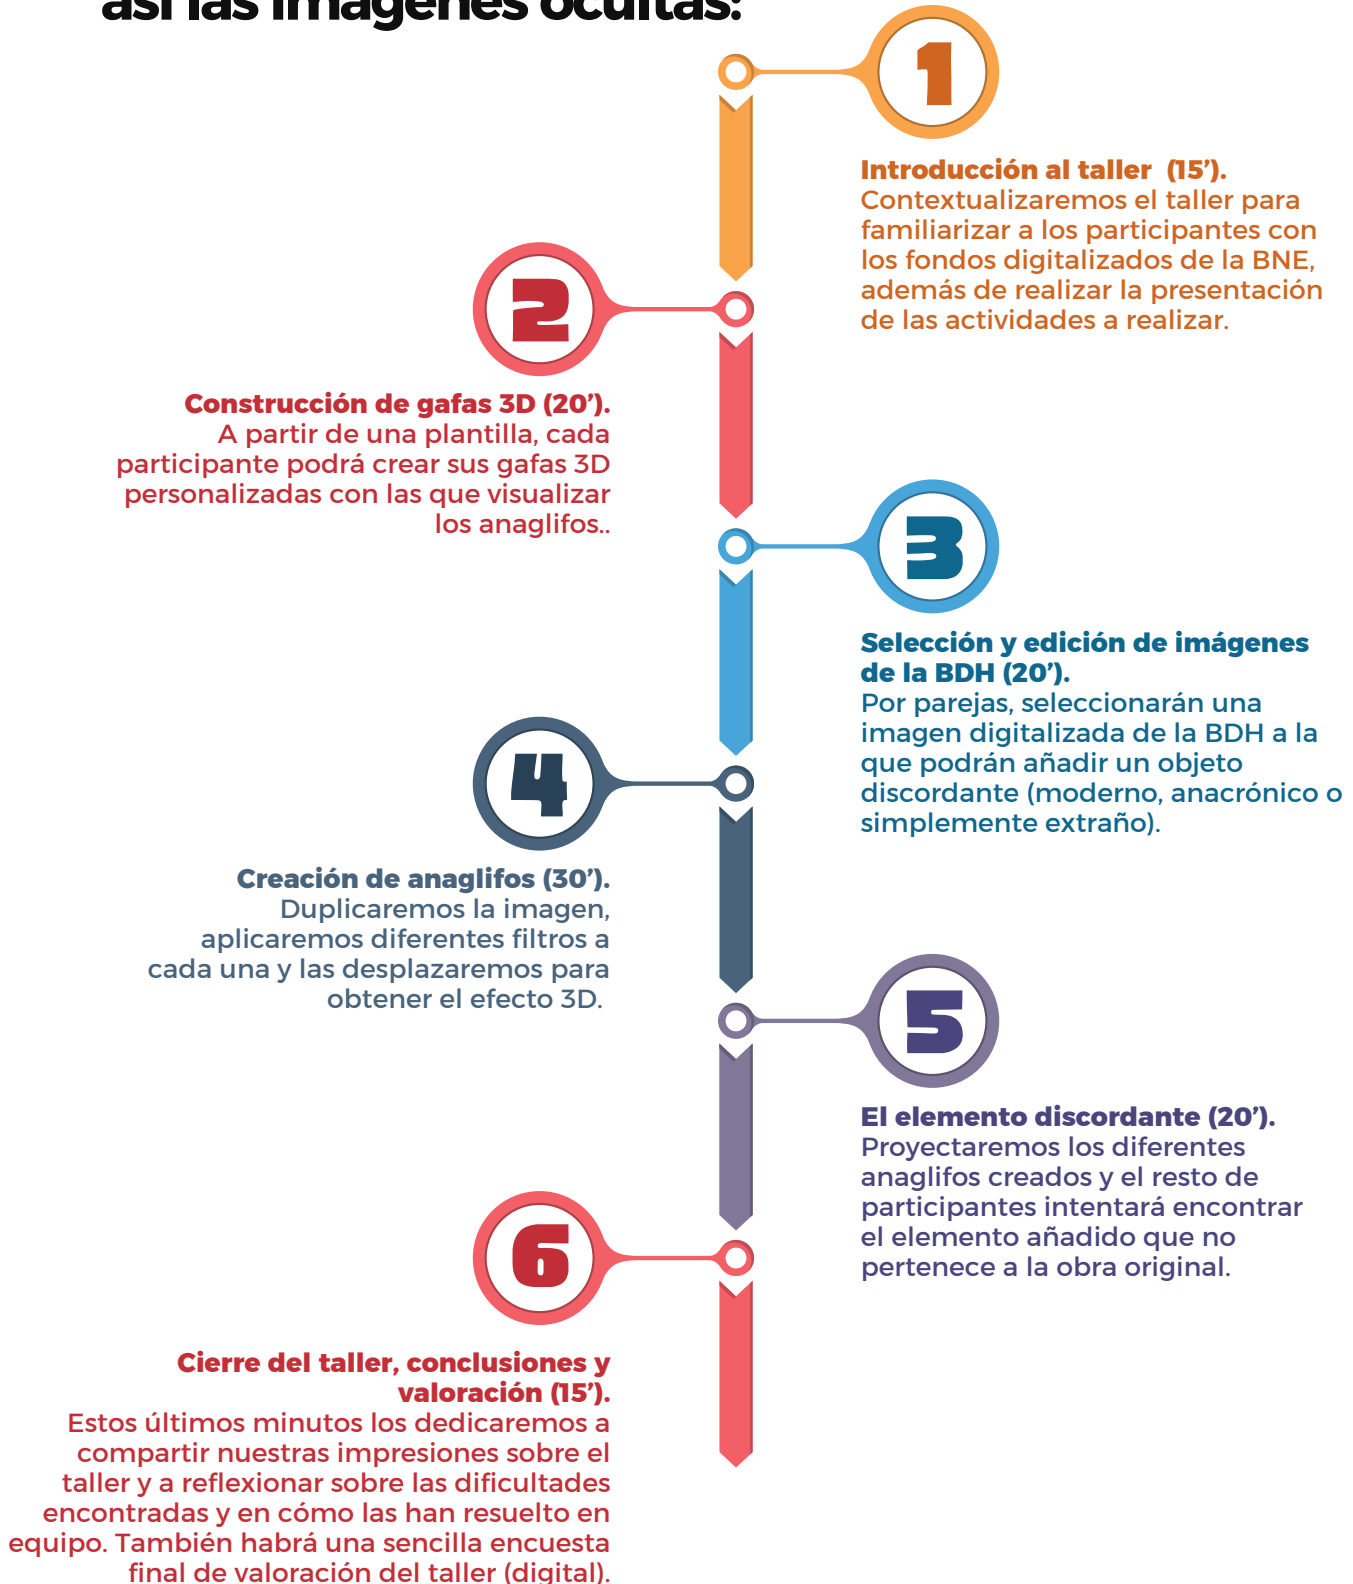 así las imágenes ocultas:
1
Introducción al taller  (15’).
Contextualizaremos el taller para
familiarizar a los participantes con
los fondos digitalizados de la BNE,
además de realizar la presentación
de las actividades a realizar.
2
Construcción de gafas 3D (20’).
A partir de una plantilla, cada
participante podrá crear sus gafas 3D
personalizadas con las que visualizar
los anaglifos..
3
Selección y edición de imágenes
de la BDH (20’).
Por parejas, seleccionarán una
imagen digitalizada de la BDH a la
que podrán añadir un objeto
discordante (moderno, anacrónico o
simplemente extraño).
4
Creación de anaglifos (30’).
Duplicaremos la imagen,
aplicaremos diferentes filtros a
cada una y las desplazaremos para
obtener el efecto 3D.
5
El elemento discordante (20’).
Proyectaremos los diferentes
anaglifos creados y el resto de
participantes intentará encontrar
el elemento añadido que no
pertenece a la obra original.
6
Cierre del taller, conclusiones y
valoración (15’).
Estos últimos minutos los dedicaremos a
compartir nuestras impresiones sobre el
taller y a reflexionar sobre las dificultades
encontradas y en cómo las han resuelto en
equipo. También habrá una sencilla encuesta
final de valoración del taller (digital).